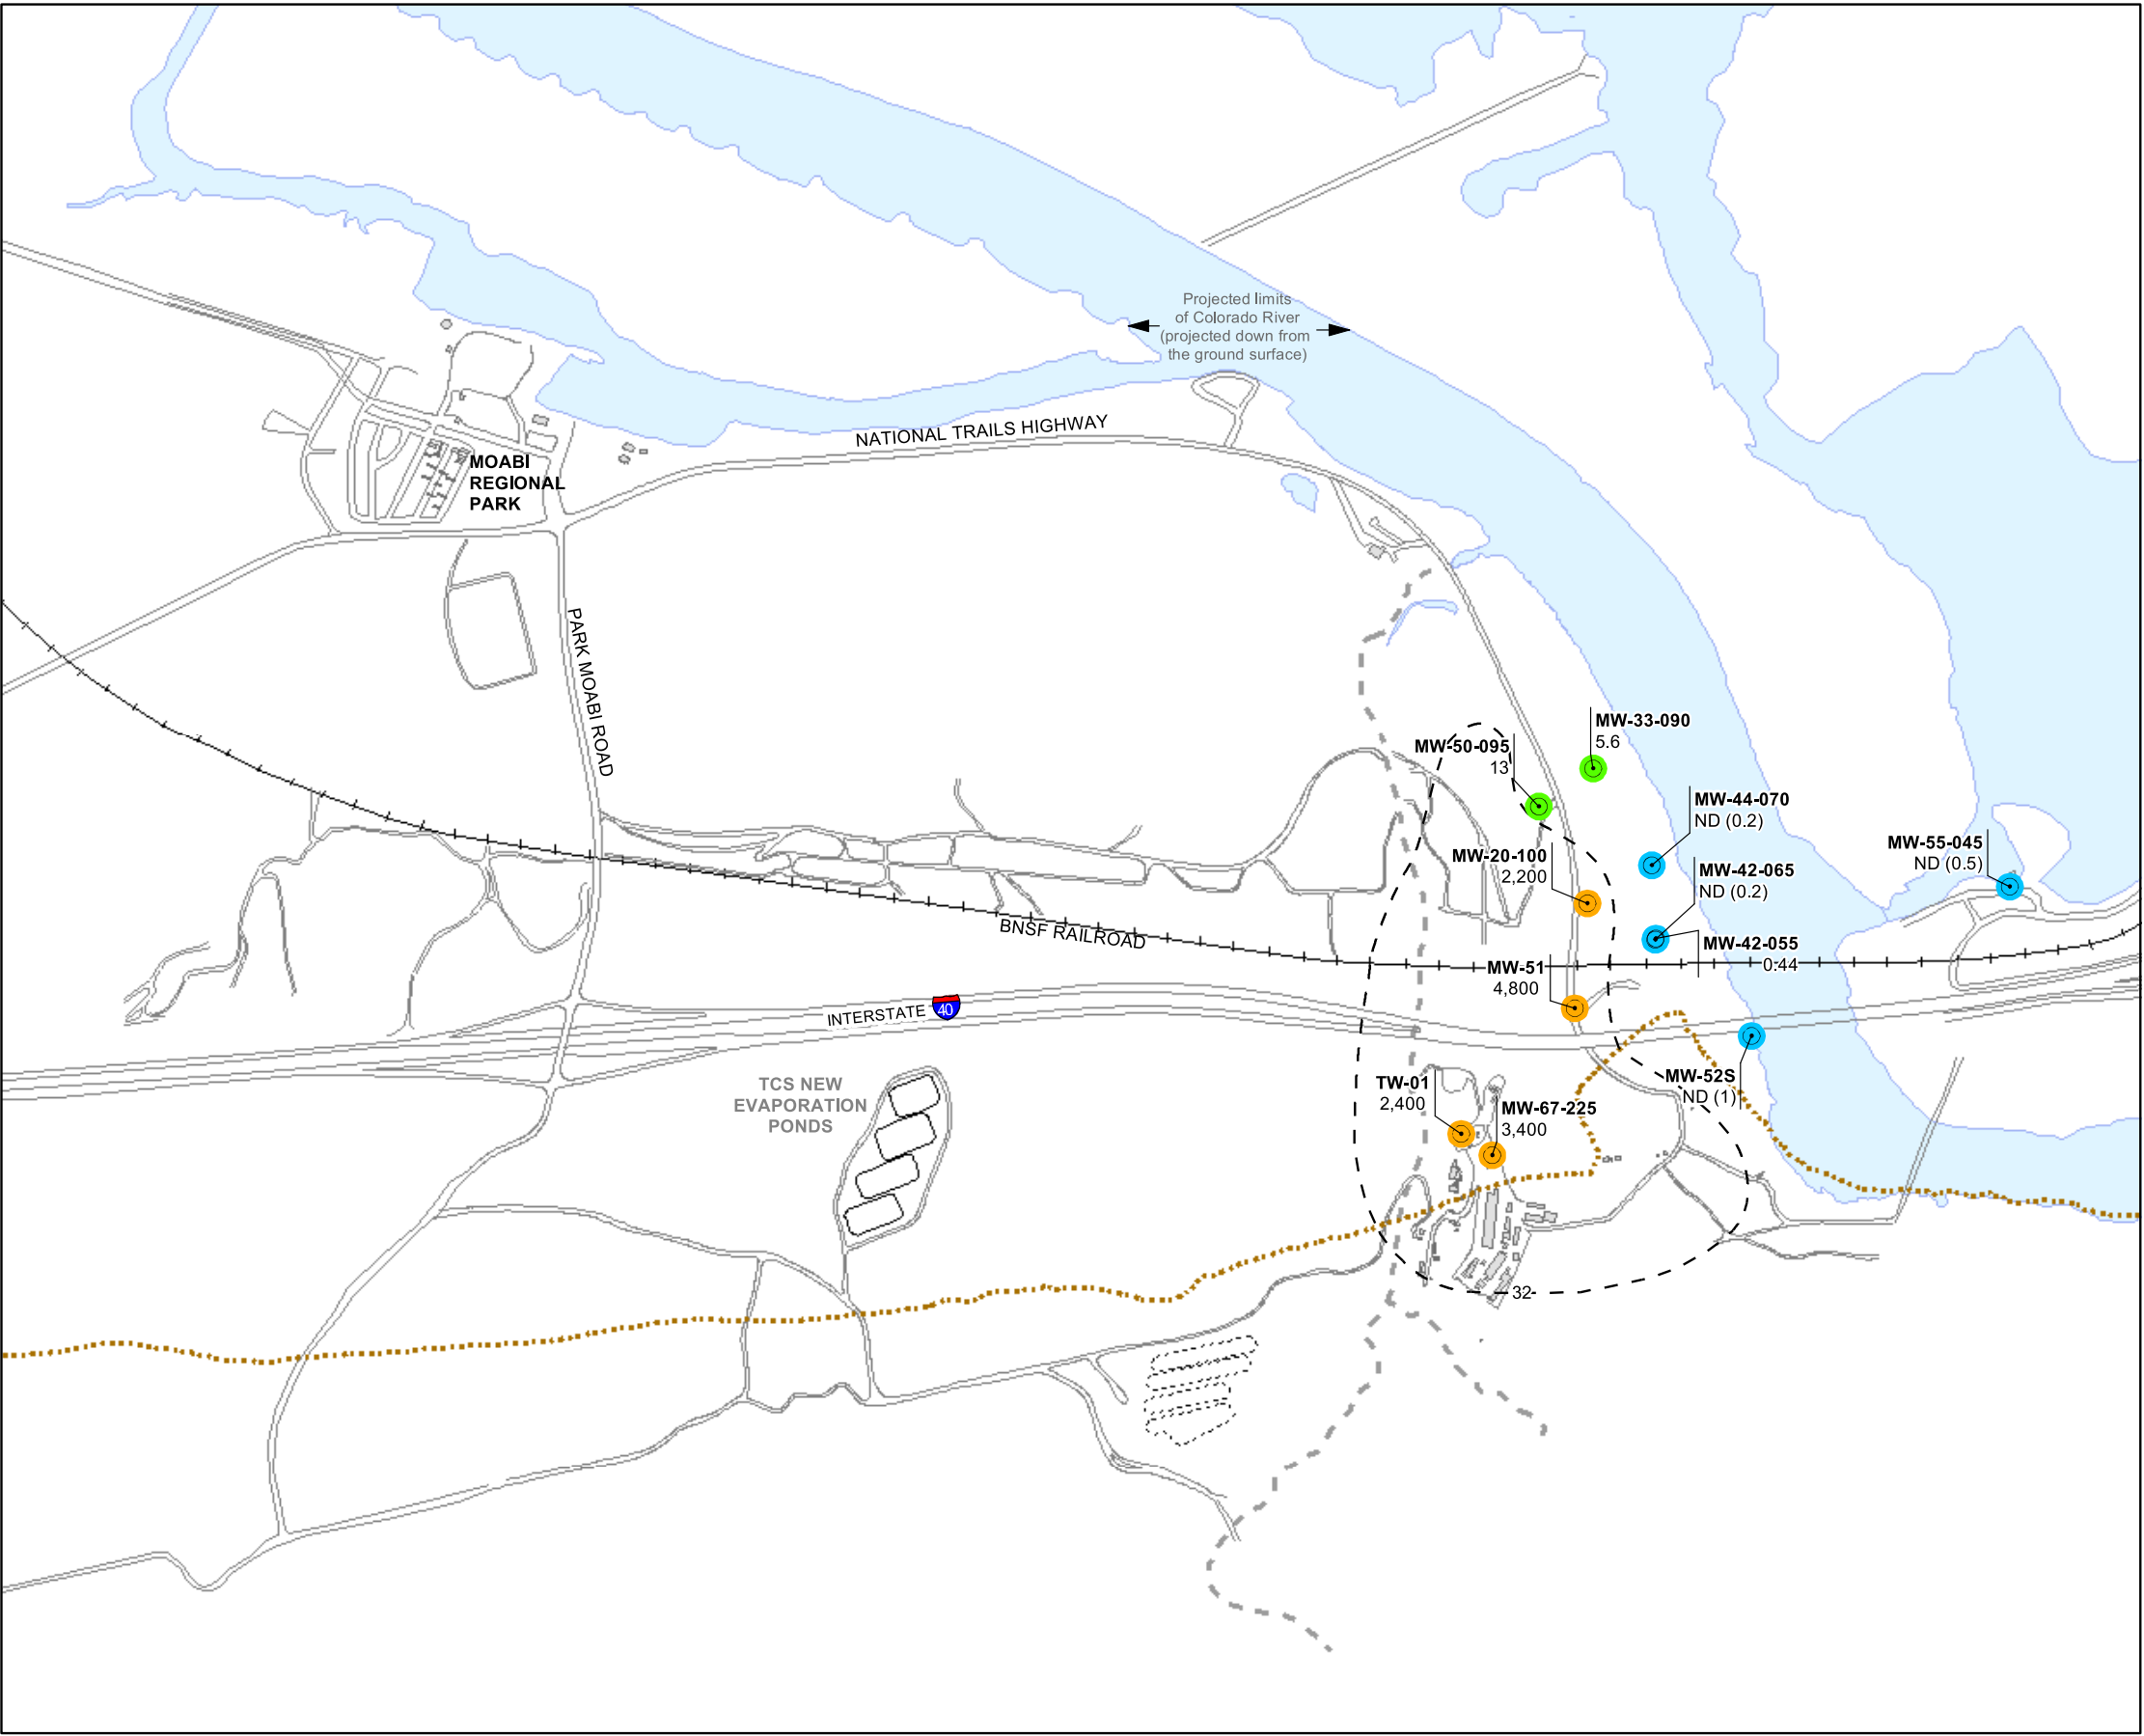 Projected limits
of Colorado River
(projected down from
the ground surface)
NATIONAL TRAILS HIGHWAY
MOABI
REGIONAL
PARK
PARK MOABI ROAD
MW-33-090
5.6
MW-50-095
13
MW-44-070
ND (0.2)
MW-55-045
ND (0.5)
MW-20-100
2,200
MW-42-065
ND (0.2)
BNSF RAILROAD
MW-42-055
0.44
MW-51
4,800
INTERSTATE 40
TCS NEW
EVAPORATION
PONDS
MW-52S
ND (1)
TW-01
2,400
MW-67-225
3,400
32